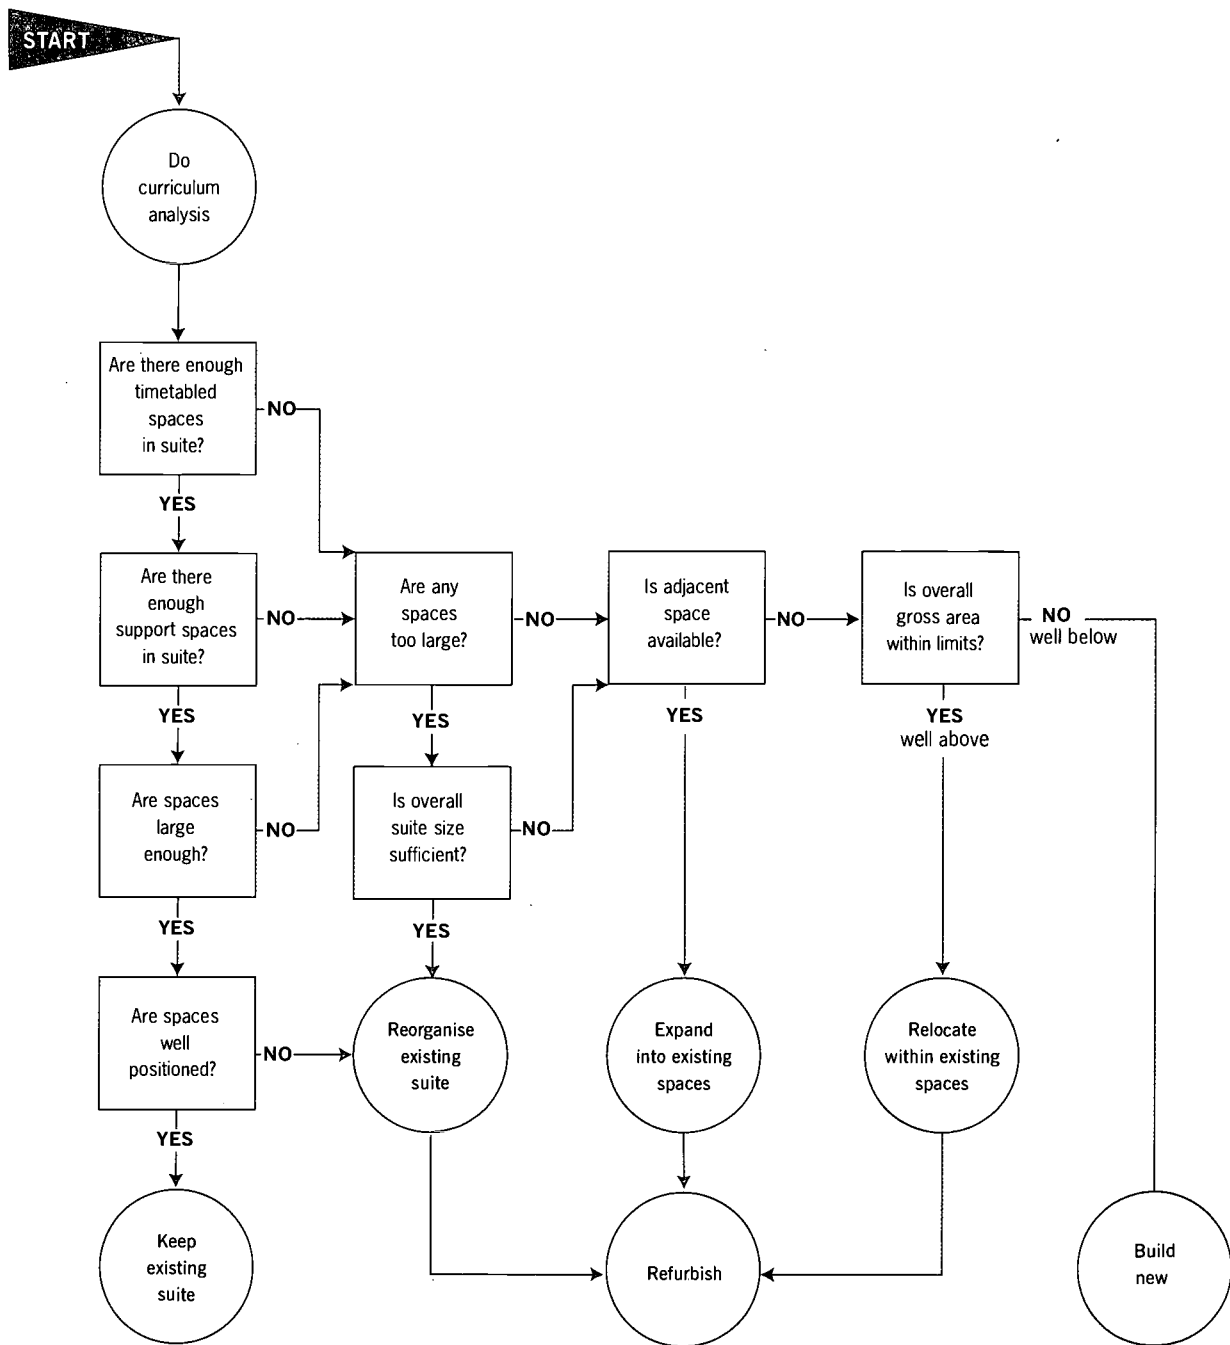 START
Do
curriculum
analysis
Are there enough
timetabled
spaces
in suite?
NO
YES
Are there
enough
support spaces
in suite?
NO
Are any
spaces
too large?
NO
Is adjacent
space
available?
NO
Is overall
gross area
within limits?
NO
well below
YES
YES
YES
YES
well above
Are spaces
large
enough?
NO
Is overall
suite size
sufficient?
NO
YES
YES
Are spaces
well
positioned?
NO
Reorganise
existing
suite
Expand
into existing
spaces
Relocate
within existing
spaces
YES
Keep
existing
suite
Refurbish
Build
new